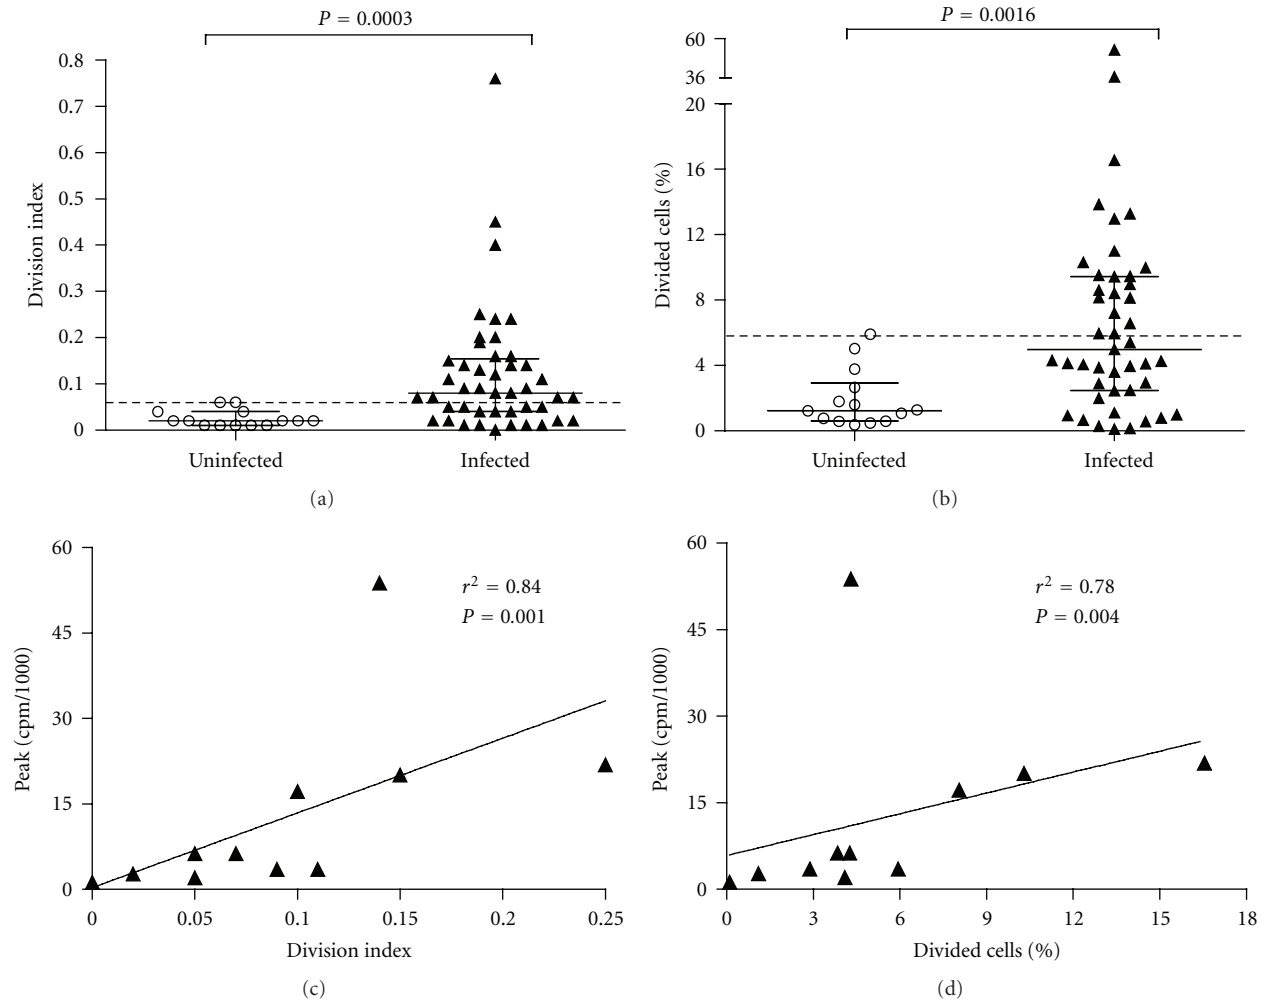 P = 0.0003
0.8
0.7
0.6
0.5
0.4
0.3
0.2
0.1
0
Division index
Uninfected Infected
(a)
P = 0.0016
60
36
20
16
12
8
4
0
Divided cells (%)
Uninfected Infected
(b)
60
45
30
15
0
Peak (cpm/1000)
r² = 0.84
P = 0.001
0 0.05 0.1 0.15 0.2 0.25
Division index
(c)
60
45
30
15
0
Peak (cpm/1000)
r² = 0.78
P = 0.004
0 3 6 9 12 15 18
Divided cells (%)
(d)